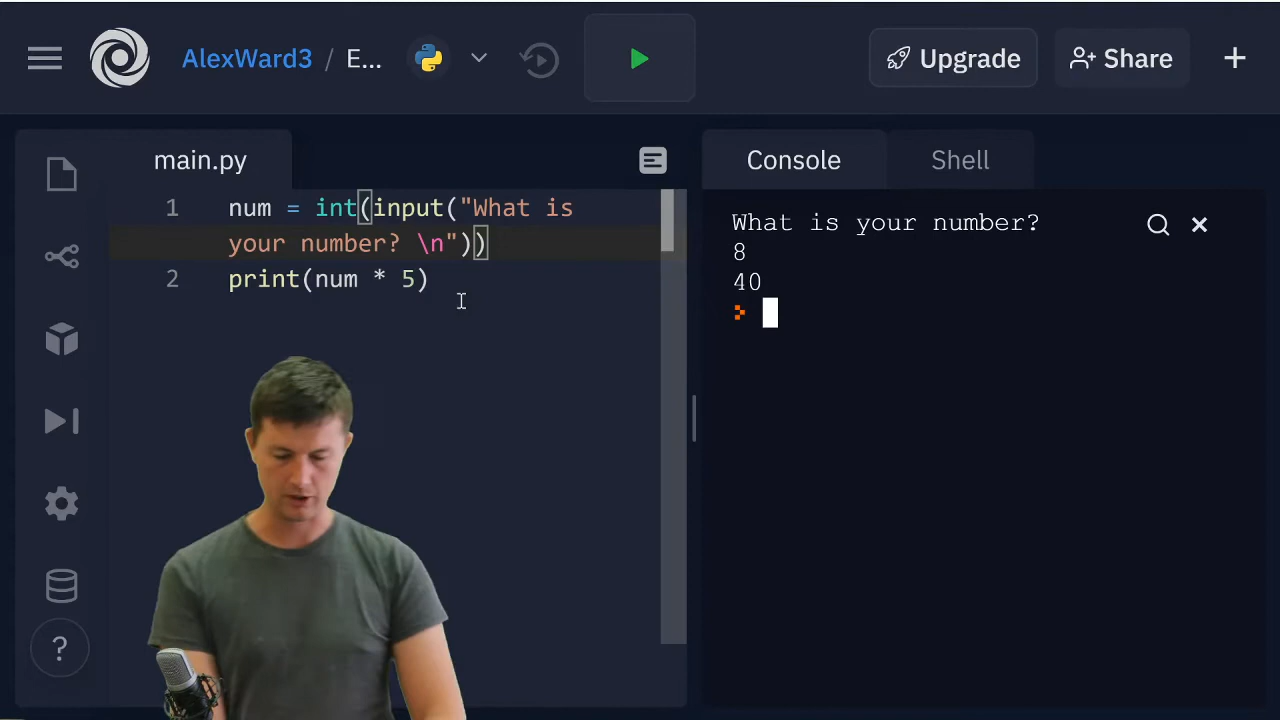 AlexWard3 / E...
Upgrade
Share
main.py
Console
Shell
1 num = int(input("What is
your number? \n"))
2 print(num * 5)
What is your number?
8
40
?